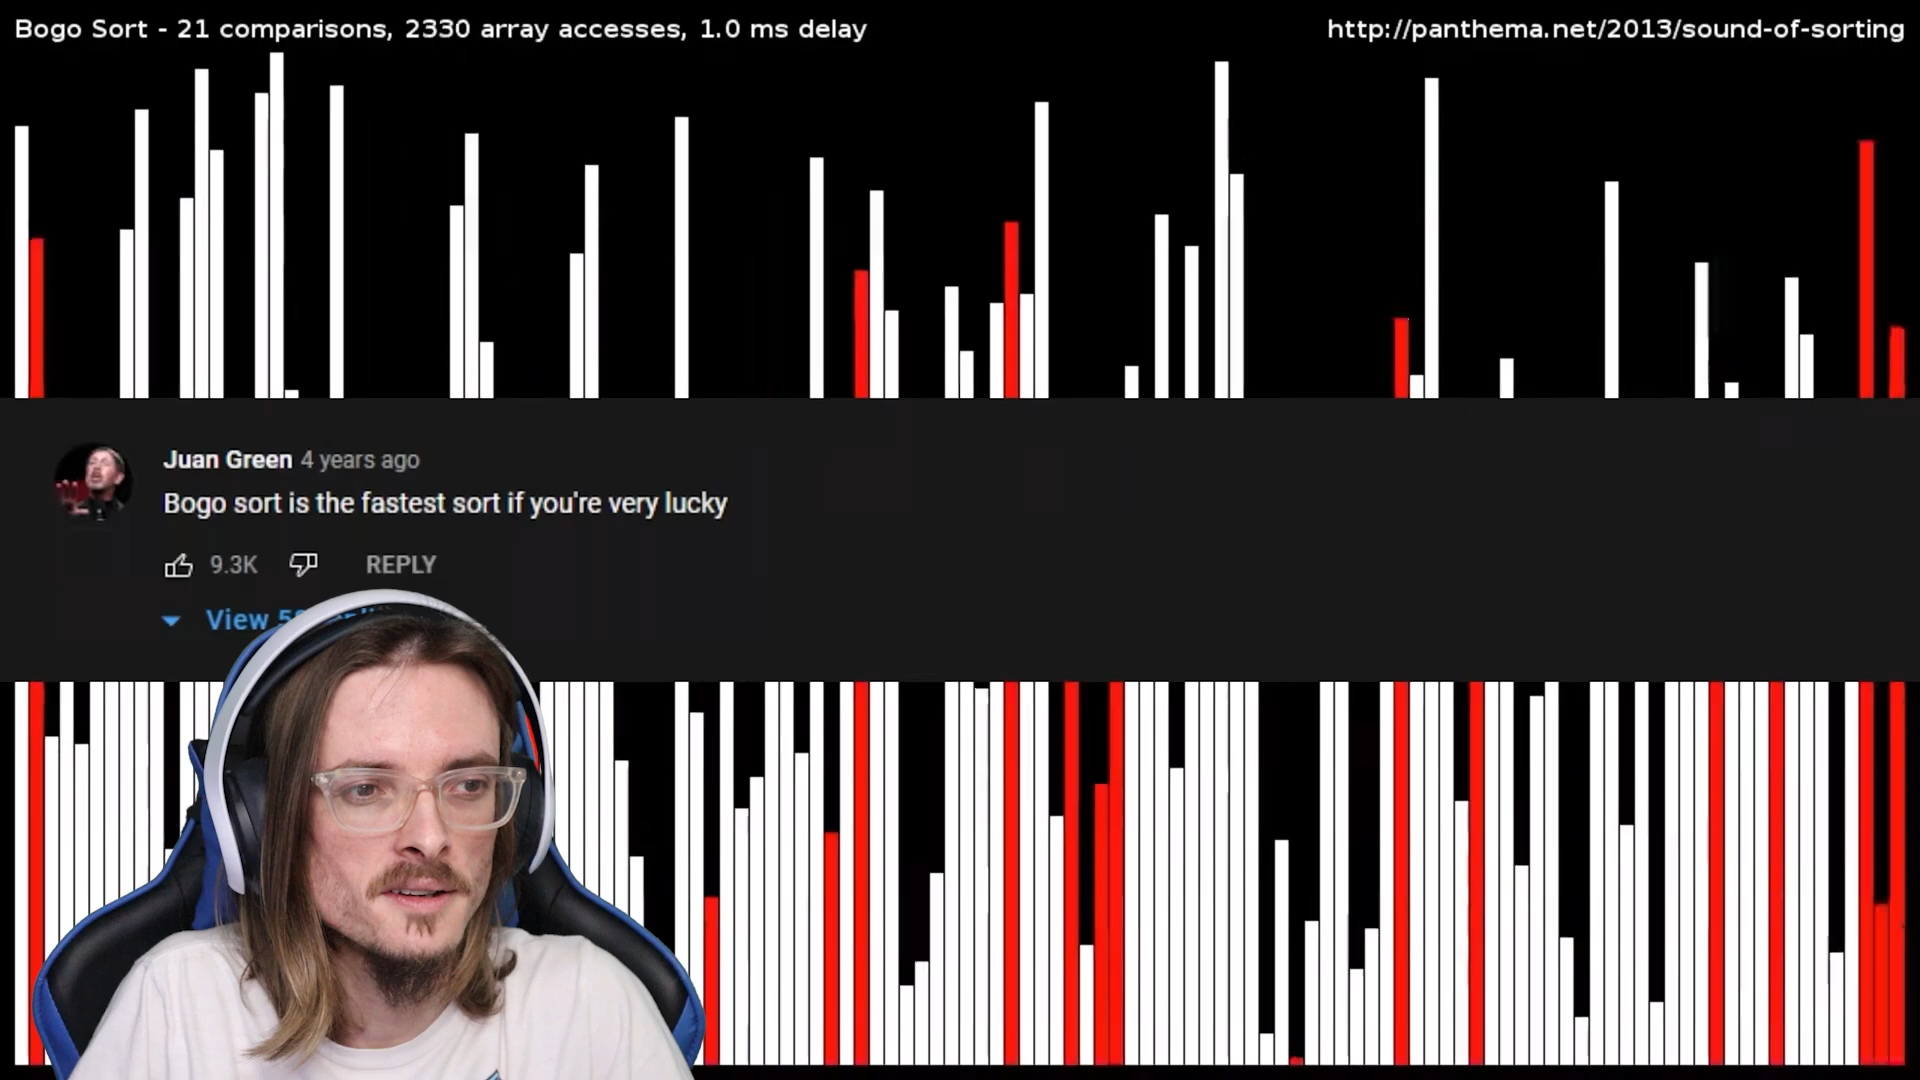 Bogo Sort - 21 comparisons, 2330 array accesses, 1.0 ms delay
http://panthema.net/2013/sound-of-sorting
Juan Green 4 years ago
Bogo sort is the fastest sort if you're very lucky
9.3K REPLY
View